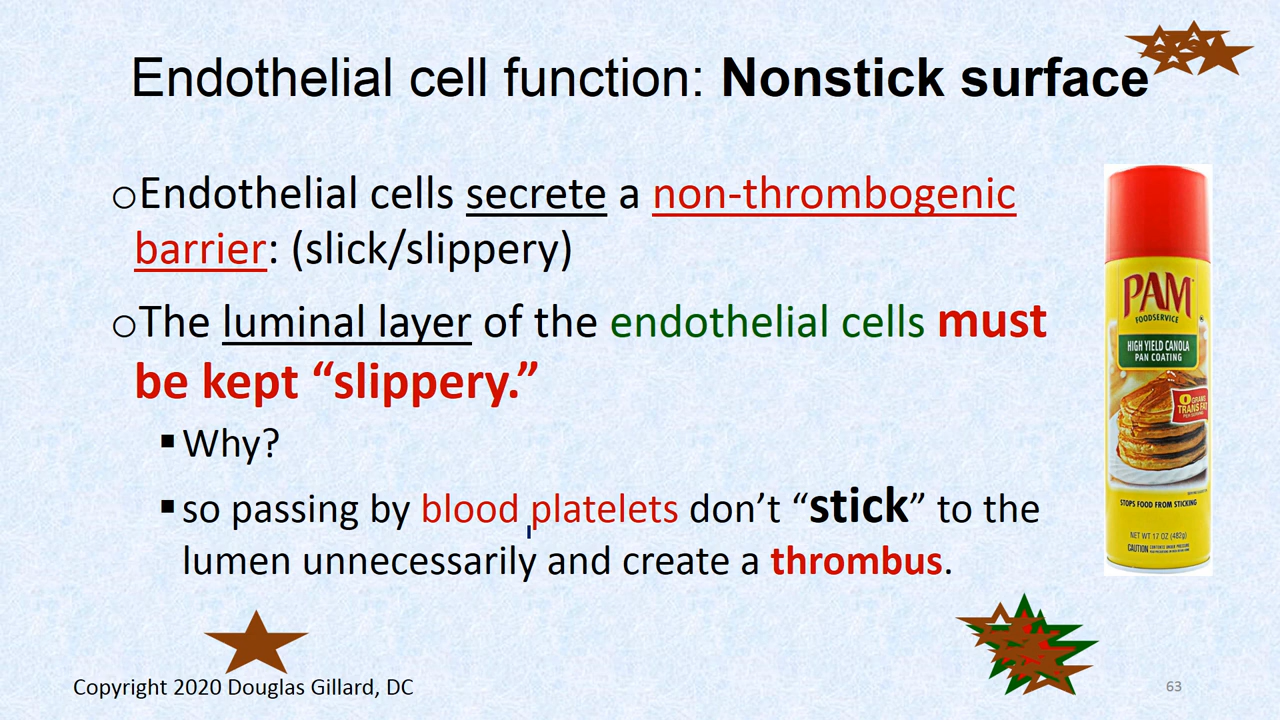 Endothelial cell function: Nonstick surface
oEndothelial cells secrete a non-thrombogenic
barrier: (slick/slippery)
oThe luminal layer of the endothelial cells must
be kept “slippery.”
▪Why?
▪so passing by blood platelets don’t “stick” to the
lumen unnecessarily and create a thrombus.
PAM
FOODSERVICE
HIGH YIELD CANOLA
PAN COATING
0 GRAMS
TRANS FAT
PER SERVING
STOPS FOOD FROM STICKING
NET WT 17 OZ (482g)
CAUTION
Copyright 2020 Douglas Gillard, DC
63